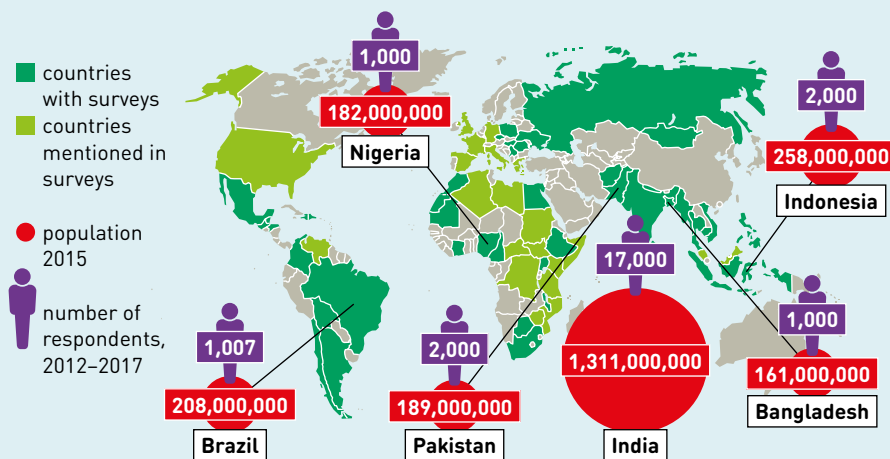 countries
with surveys
countries
mentioned in
surveys
population
2015
number of
respondents,
2012–2017
1,000
182,000,000
Nigeria
2,000
258,000,000
Indonesia
17,000
1,311,000,000
India
1,000
161,000,000
Bangladesh
1,007
208,000,000
Brazil
2,000
189,000,000
Pakistan